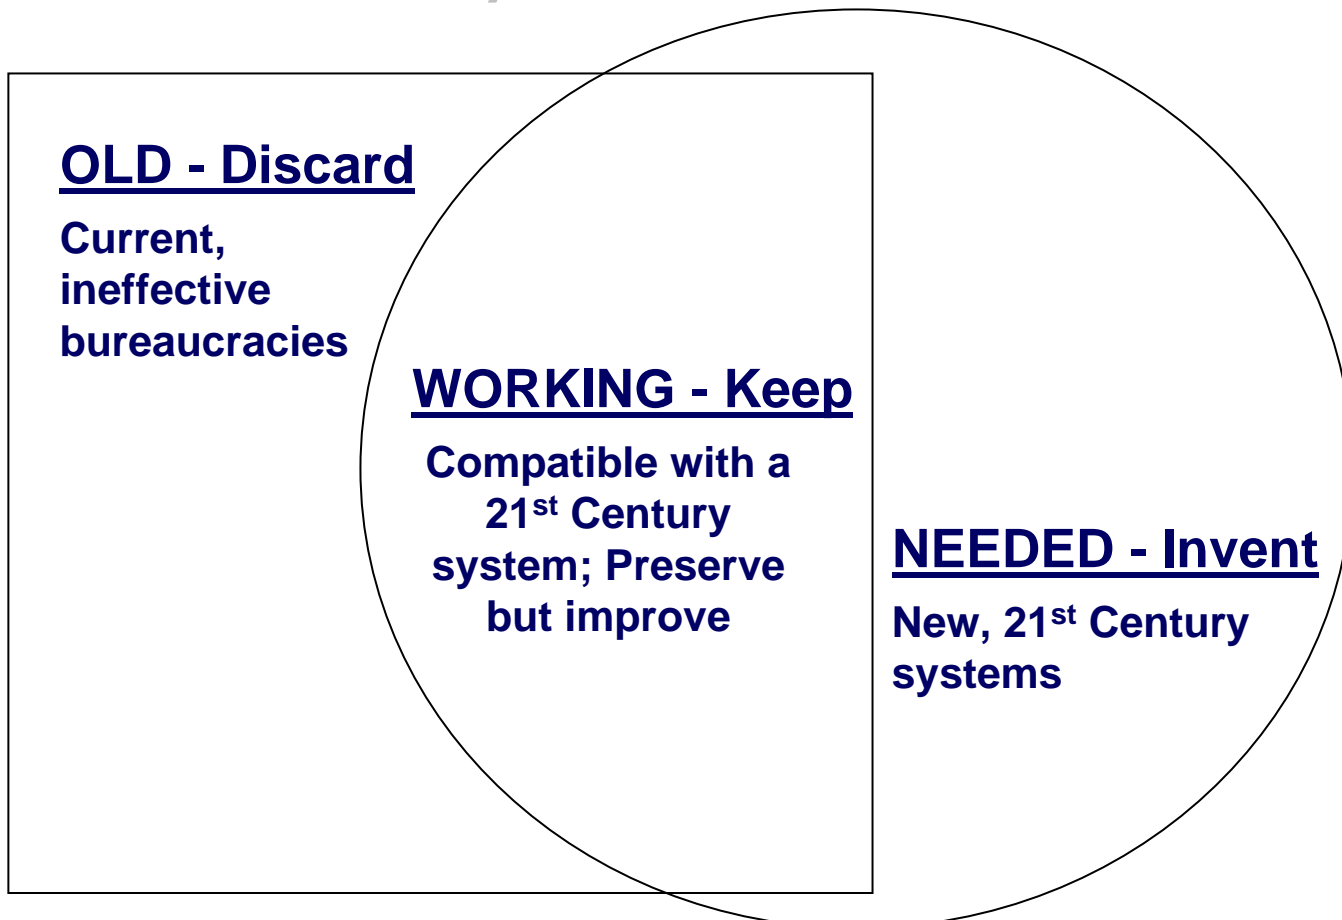 OLD - Discard
Current,
ineffective
bureaucracies
WORKING - Keep
Compatible with a
21st Century
system; Preserve
but improve
NEEDED - Invent
New, 21st Century
systems